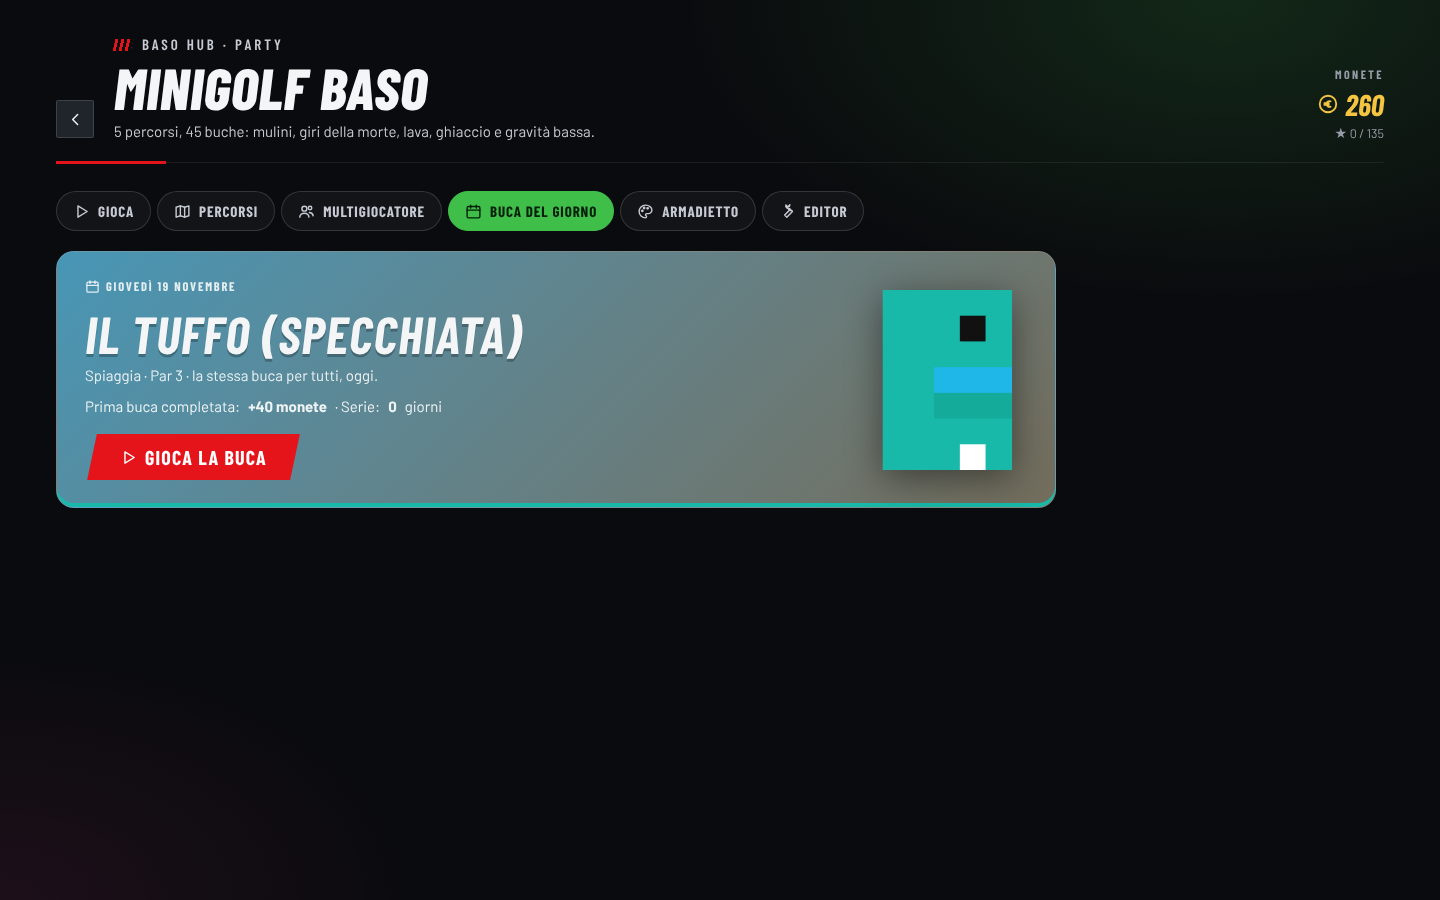 BASO HUB · PARTY
MINIGOLF BASO
5 percorsi, 45 buche: mulini, giri della morte, lava, ghiaccio e gravità bassa.
MONETE
260
★ 0 / 135
GIOCA
PERCORSI
MULTIGIOCATORE
BUCA DEL GIORNO
ARMADIETTO
EDITOR
GIOVEDÌ 19 NOVEMBRE
IL TUFFO (SPECCHIATA)
Spiaggia · Par 3 · la stessa buca per tutti, oggi.
Prima buca completata: +40 monete · Serie: 0 giorni
GIOCA LA BUCA